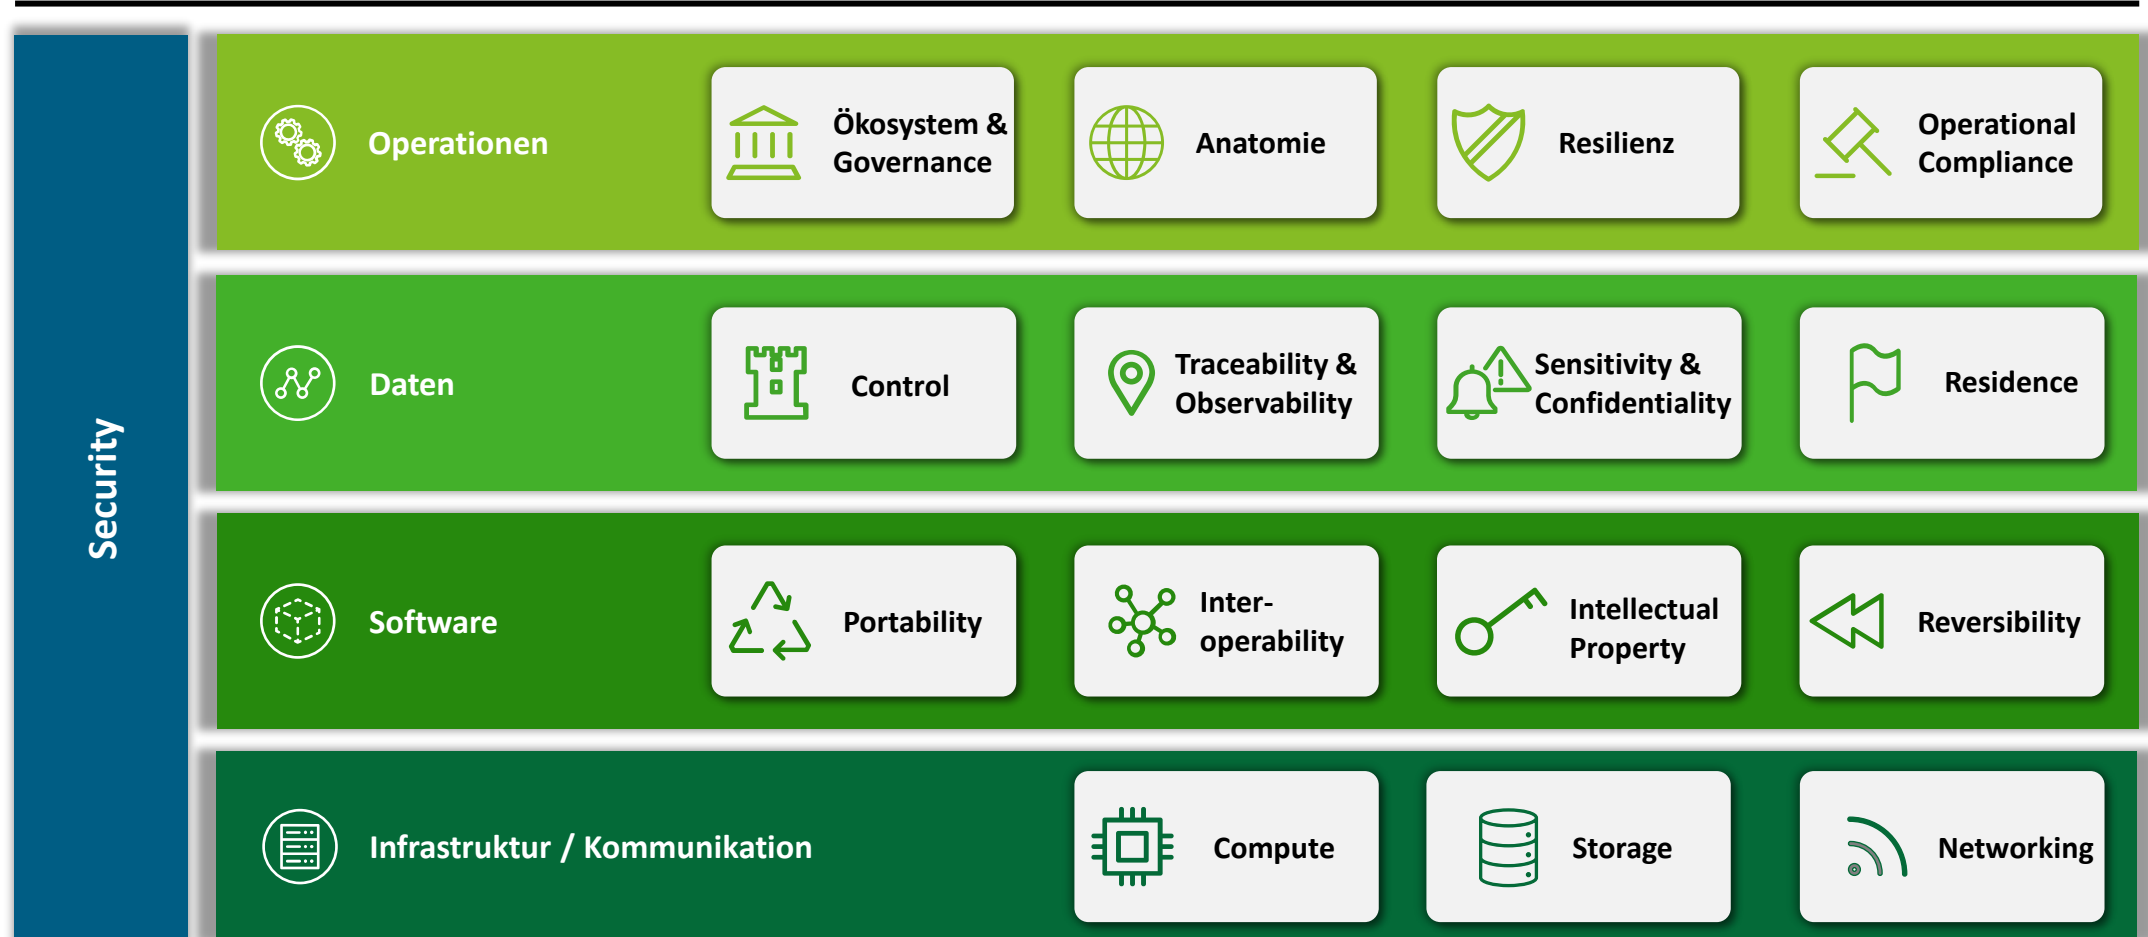 Security
Operationen
Ökosystem &
Governance
Anatomie
Resilienz
Operational
Compliance
Daten
Control
Traceability &
Observability
Sensitivity &
Confidentiality
Residence
Software
Portability
Inter-
operability
Intellectual
Property
Reversibility
Infrastruktur / Kommunikation
Compute
Storage
Networking